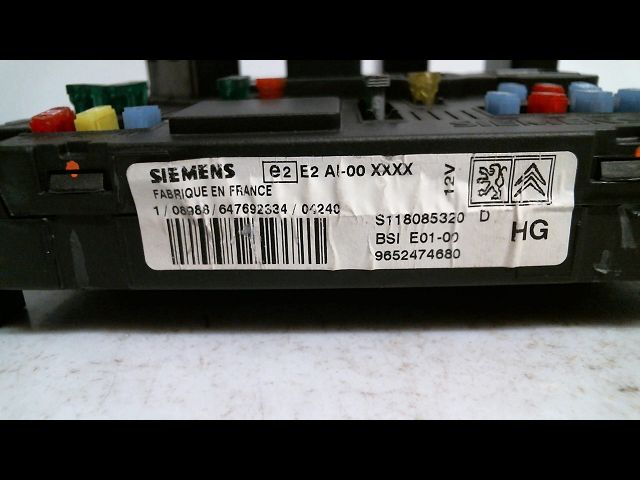 SIEMENS e2 E2 AI-00 XXXX
FABRIQUE EN FRANCE
12V
1/08988/647692334/04240
S118085320 D
BSI E01-00
HG
9652474680